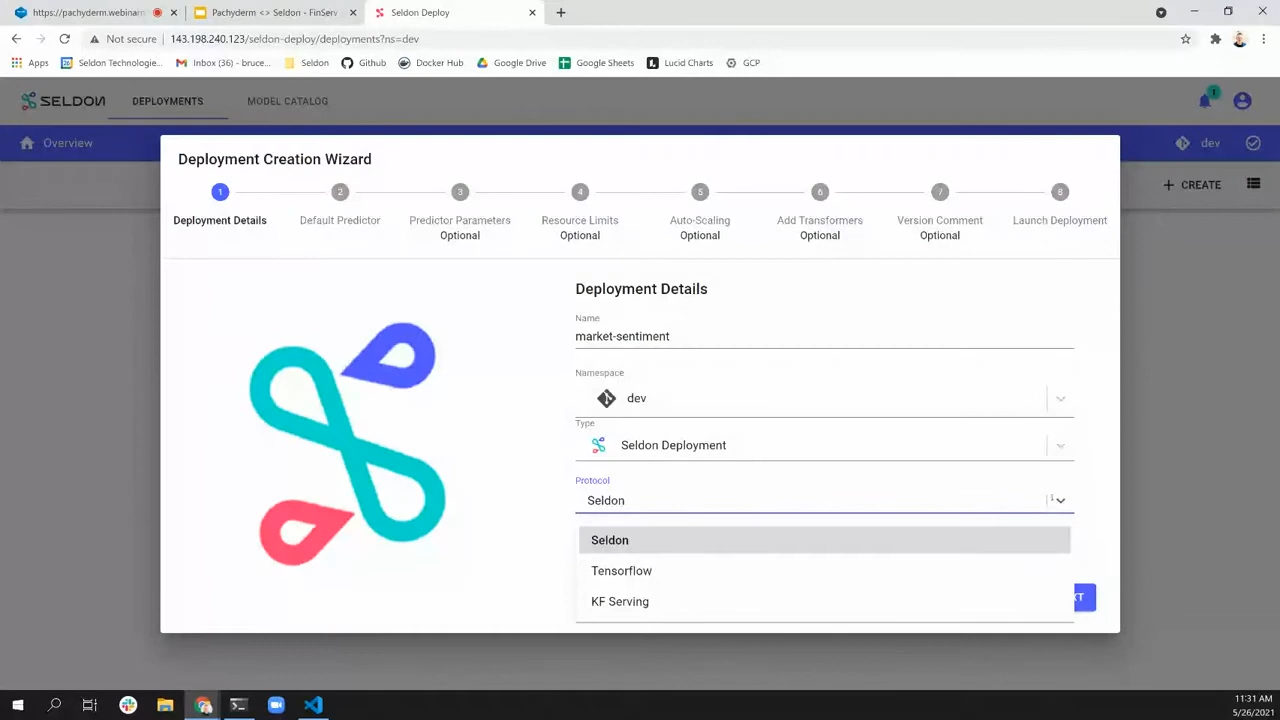 https://pachyderm.webinam
Pachyderm <> Seldon - FinServ
Seldon Deploy
Not secure
143.198.240.123/seldon-deploy/deployments?ns=dev
Apps
Seldon Technologie...
Inbox (36) - bruce...
Seldon
Github
Docker Hub
Google Drive
Google Sheets
Lucid Charts
GCP
SELDON
DEPLOYMENTS
MODEL CATALOG
1
Overview
dev
CREATE
Deployment Creation Wizard
1 2 3 4 5 6 7 8
Deployment Details
Default Predictor
Predictor Parameters
Optional
Resource Limits
Optional
Auto-Scaling
Optional
Add Transformers
Optional
Version Comment
Optional
Launch Deployment
Deployment Details
Name
market-sentiment
Namespace
dev
Type
Seldon Deployment
Protocol
Seldon
Seldon
Tensorflow
KF Serving
XT
11:31 AM
5/26/2021